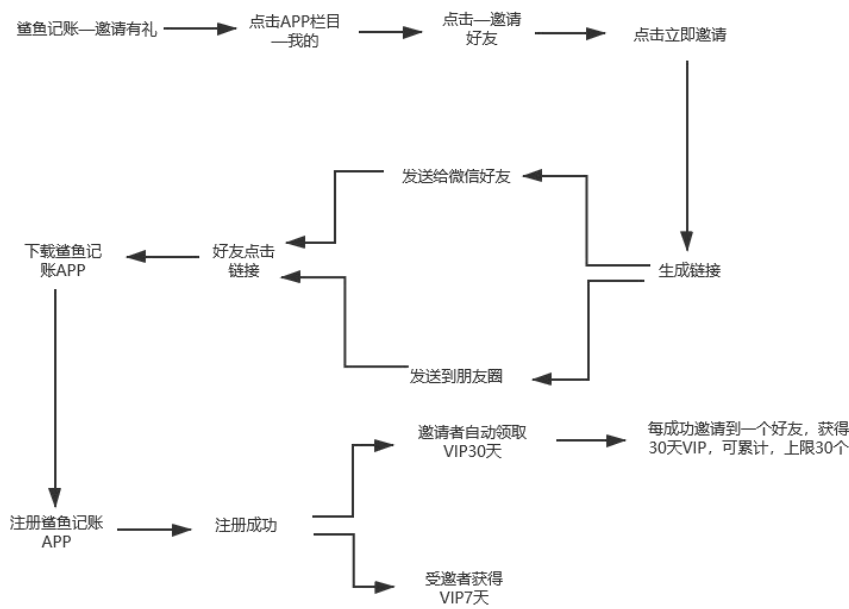 鲨鱼记账—邀请有礼
点击APP栏目
—我的
点击—邀请
好友
点击立即邀请
发送给微信好友
下载鲨鱼记
账APP
好友点击
链接
生成链接
发送到朋友圈
邀请者自动领取
VIP30天
每成功邀请到一个好友，获得
30天VIP，可累计，上限30个
注册鲨鱼记账
APP
注册成功
受邀者获得
VIP7天